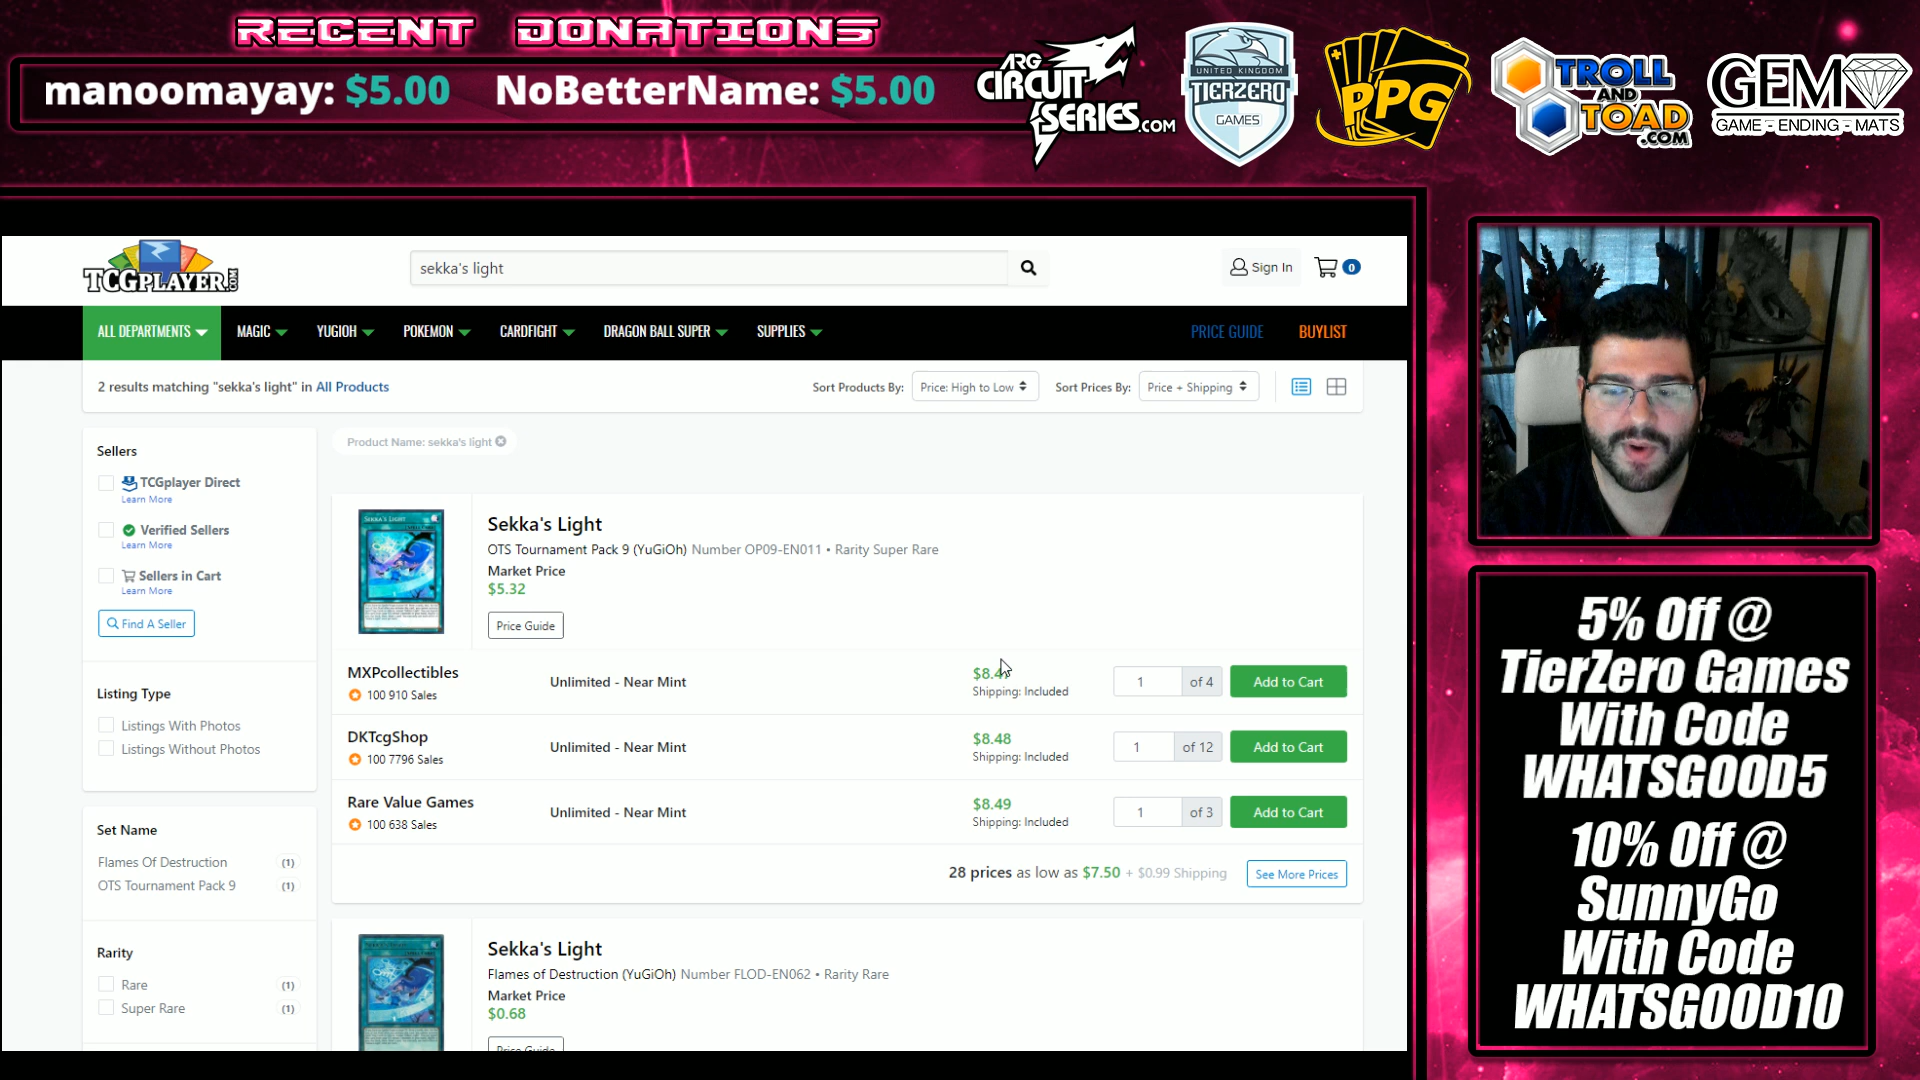 RECENT DONATIONS
manoomayay: $5.00 NoBetterName: $5.00
ARG
CIRCUIT
SERIES.COM
UNITED KINGDOM
TIERZERO
GAMES
PPG
TROLL
AND
TOAD
.COM
GEM
GAME - ENDING - MATS
TCGPLAYER.COM
sekka's light
Sign In
0
ALL DEPARTMENTS
MAGIC
YUGIOH
POKEMON
CARDFIGHT
DRAGON BALL SUPER
SUPPLIES
PRICE GUIDE
BUYLIST
2 results matching "sekka's light" in All Products
Sort Products By: Price: High to Low
Sort Prices By: Price + Shipping
Product Name: sekka's light
Sellers
TCGplayer Direct
Learn More
Verified Sellers
Learn More
Sellers in Cart
Learn More
Find A Seller
Listing Type
Listings With Photos
Listings Without Photos
Set Name
Flames Of Destruction (1)
OTS Tournament Pack 9 (1)
Rarity
Rare (1)
Super Rare (1)
SEKKA'S LIGHT
Sekka's Light
OTS Tournament Pack 9 (YuGiOh) Number OP09-EN011 • Rarity Super Rare
Market Price
$5.32
Price Guide
MXPcollectibles
100 910 Sales
Unlimited - Near Mint
Shipping: Included
1 of 4
Add to Cart
DKTcgShop
100 7796 Sales
Unlimited - Near Mint
$8.48
Shipping: Included
1 of 12
Add to Cart
Rare Value Games
100 638 Sales
Unlimited - Near Mint
$8.49
Shipping: Included
1 of 3
Add to Cart
28 prices as low as $7.50 + $0.99 Shipping
See More Prices
Sekka's Light
Flames of Destruction (YuGiOh) Number FLOD-EN062 • Rarity Rare
Market Price
$0.68
Price Guide
5% Off @
TierZero Games
With Code
WHATSGOOD5
10% Off @
SunnyGo
With Code
WHATSGOOD10